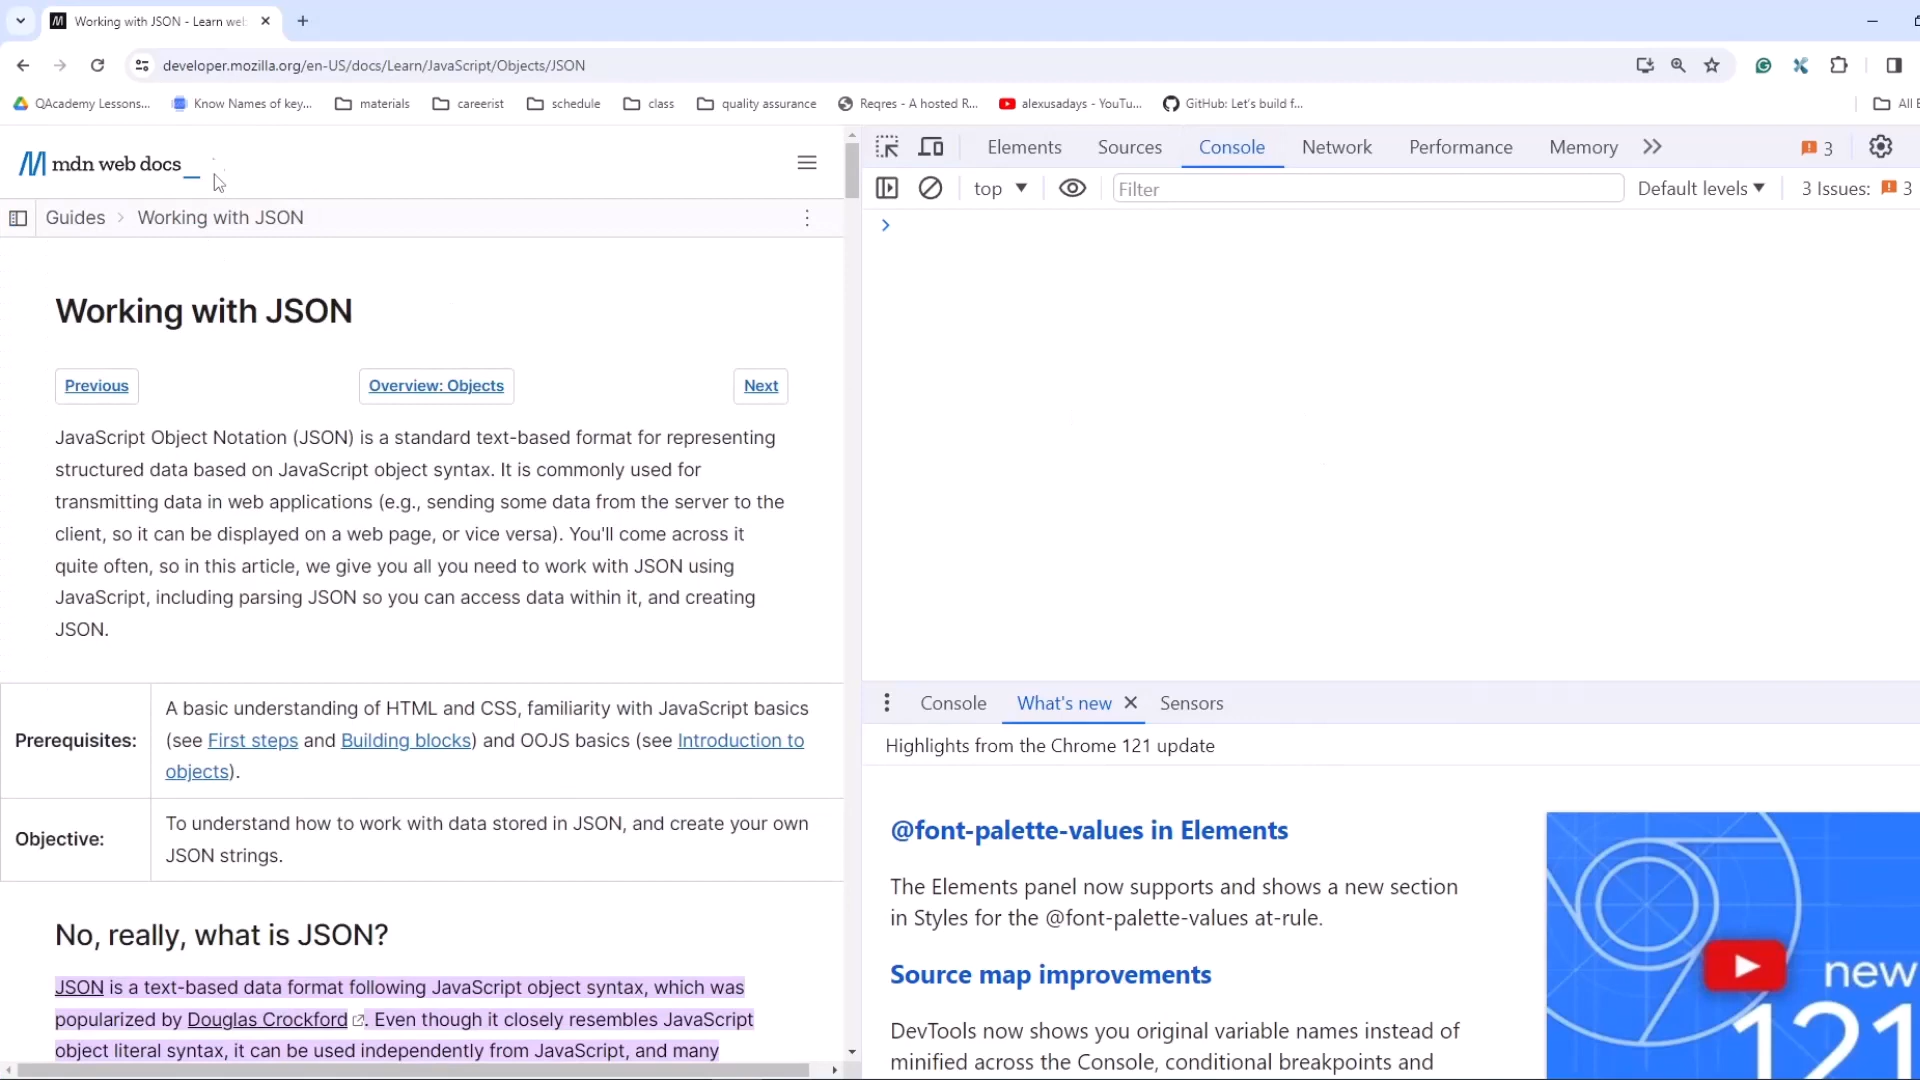 Working with JSON - Learn we
developer.mozilla.org/en-US/docs/Learn/JavaScript/Objects/JSON
QAcademy Lessons... Know Names of key... materials careerist schedule class quality assurance Reqres - A hosted R... alexusadays - YouTu... GitHub: Let's build f... All
mdn web docs_
Guides Working with JSON
Working with JSON
Previous Overview: Objects Next
JavaScript Object Notation (JSON) is a standard text-based format for representing
structured data based on JavaScript object syntax. It is commonly used for
transmitting data in web applications (e.g., sending some data from the server to the
client, so it can be displayed on a web page, or vice versa). You'll come across it
quite often, so in this article, we give you all you need to work with JSON using
JavaScript, including parsing JSON so you can access data within it, and creating
JSON.
Prerequisites:
A basic understanding of HTML and CSS, familiarity with JavaScript basics
(see First steps and Building blocks) and OOJS basics (see Introduction to
objects).
Objective:
To understand how to work with data stored in JSON, and create your own
JSON strings.
No, really, what is JSON?
JSON is a text-based data format following JavaScript object syntax, which was
popularized by Douglas Crockford. Even though it closely resembles JavaScript
object literal syntax, it can be used independently from JavaScript, and many
Elements Sources Console Network Performance Memory 3
top Filter Default levels 3 Issues: 3
Console What's new Sensors
Highlights from the Chrome 121 update
@font-palette-values in Elements
The Elements panel now supports and shows a new section
in Styles for the @font-palette-values at-rule.
Source map improvements
DevTools now shows you original variable names instead of
minified across the Console, conditional breakpoints and
new
121